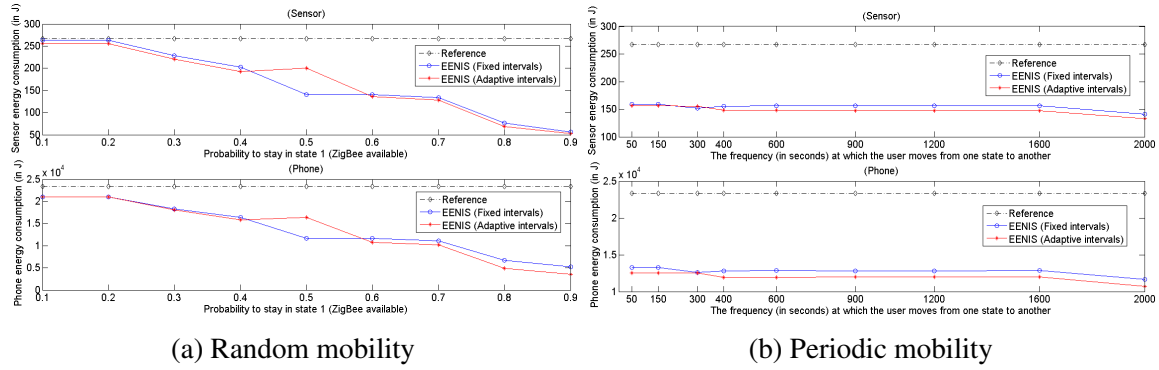 (Sensor)
Sensor energy consumption (in J)
300
250
200
150
100
50
Reference
EENIS (Fixed intervals)
EENIS (Adaptive intervals)
0.1 0.2 0.3 0.4 0.5 0.6 0.7 0.8 0.9
Probability to stay in state 1 (ZigBee available)
(Phone)
Phone energy consumption (in J)
x 10^4
2.5
2
1.5
1
0.5
0
Reference
EENIS (Fixed intervals)
EENIS (Adaptive intervals)
0.1 0.2 0.3 0.4 0.5 0.6 0.7 0.8 0.9
Probability to stay in state 1 (ZigBee available)
(a) Random mobility
(Sensor)
Sensor energy consumption (in J)
300
250
200
150
100
Reference
EENIS (Fixed intervals)
EENIS (Adaptive intervals)
50 150 300 400 600 900 1200 1600 2000
The frequency (in seconds) at which the user moves from one state to another
(Phone)
Phone energy consumption (in J)
x 10^4
2.5
2
1.5
1
Reference
EENIS (Fixed intervals)
EENIS (Adaptive intervals)
50 150 300 400 600 900 1200 1600 2000
The frequency (in seconds) at which the user moves from one state to another
(b) Periodic mobility